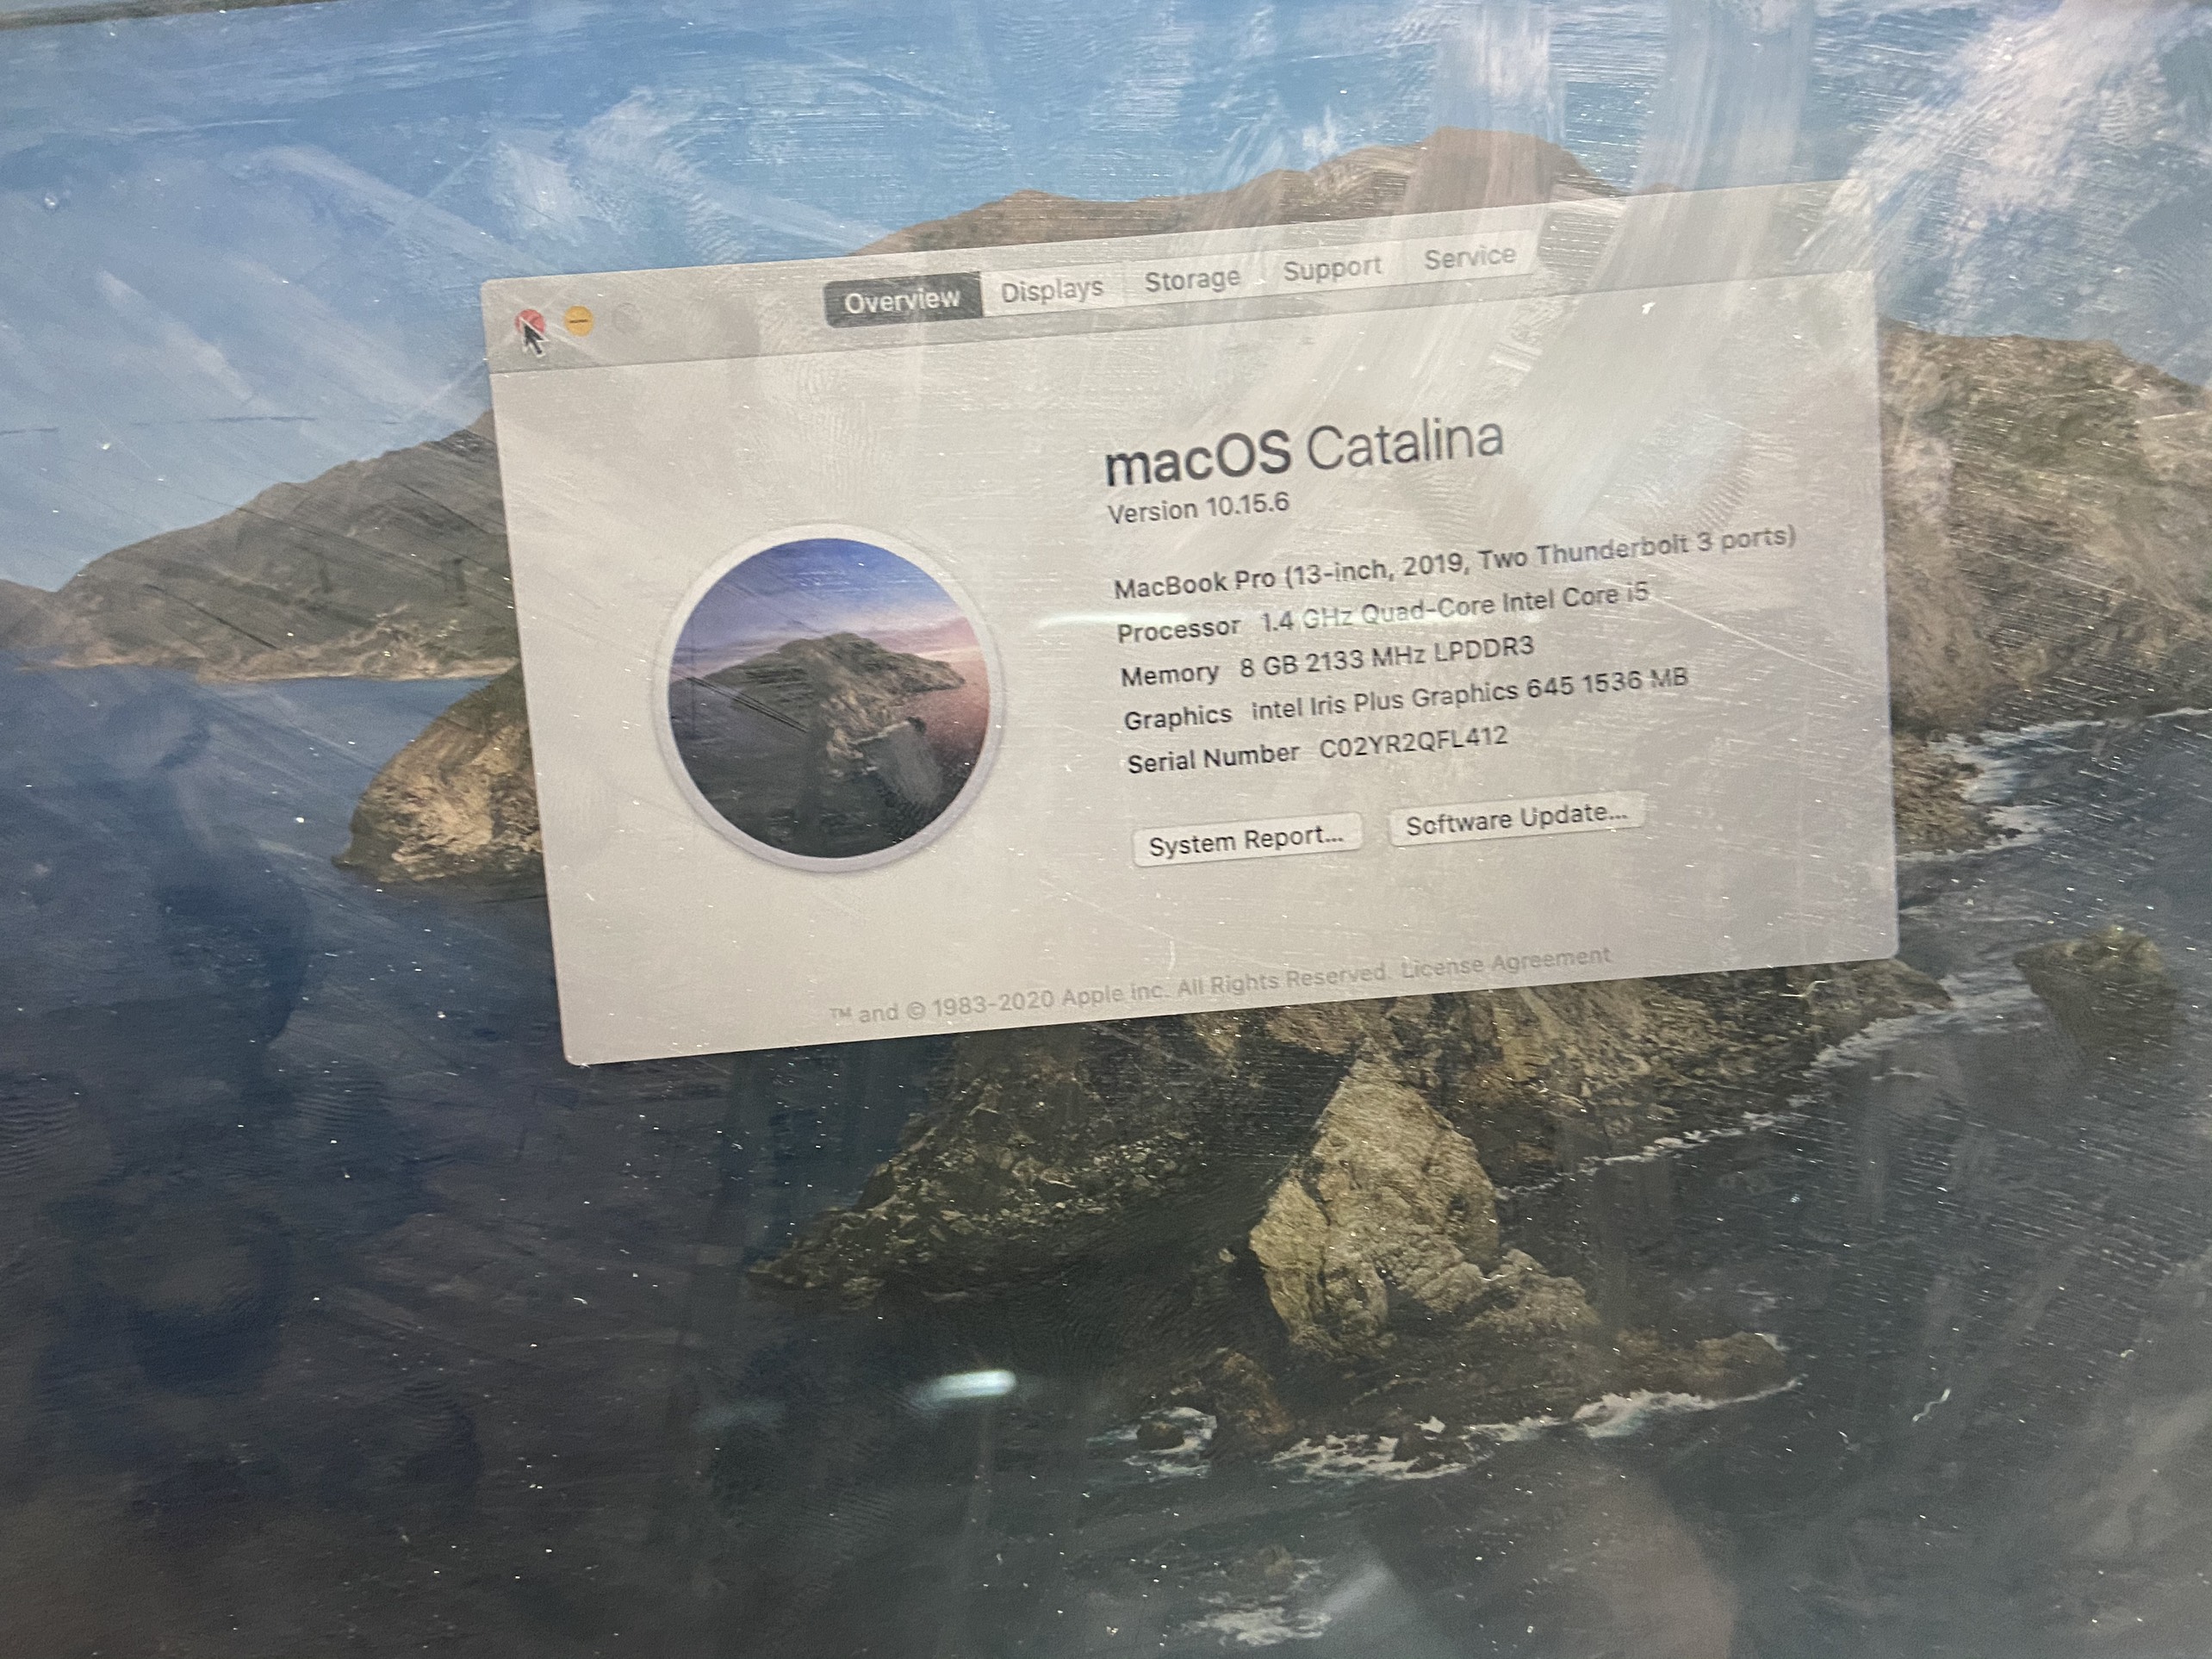 Overview Displays Storage Support Service
macOS Catalina
Version 10.15.6
MacBook Pro (13-inch, 2019, Two Thunderbolt 3 ports)
Processor 1.4 GHz Quad-Core Intel Core i5
Memory 8 GB 2133 MHz LPDDR3
Graphics Intel Iris Plus Graphics 645 1536 MB
Serial Number C02YR2QFL412
System Report... Software Update...
™ and © 1983-2020 Apple Inc. All Rights Reserved. License Agreement